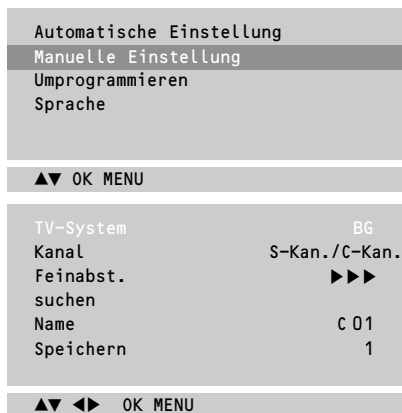 Automatische Einstellung
Manuelle Einstellung
Umprogrammieren
Sprache
▲▼ OK MENU
TV-System BG
Kanal S-Kan./C-Kan.
Feinabst. ▶▶▶
suchen
Name C 01
Speichern 1
▲▼ ◀▶ OK MENU